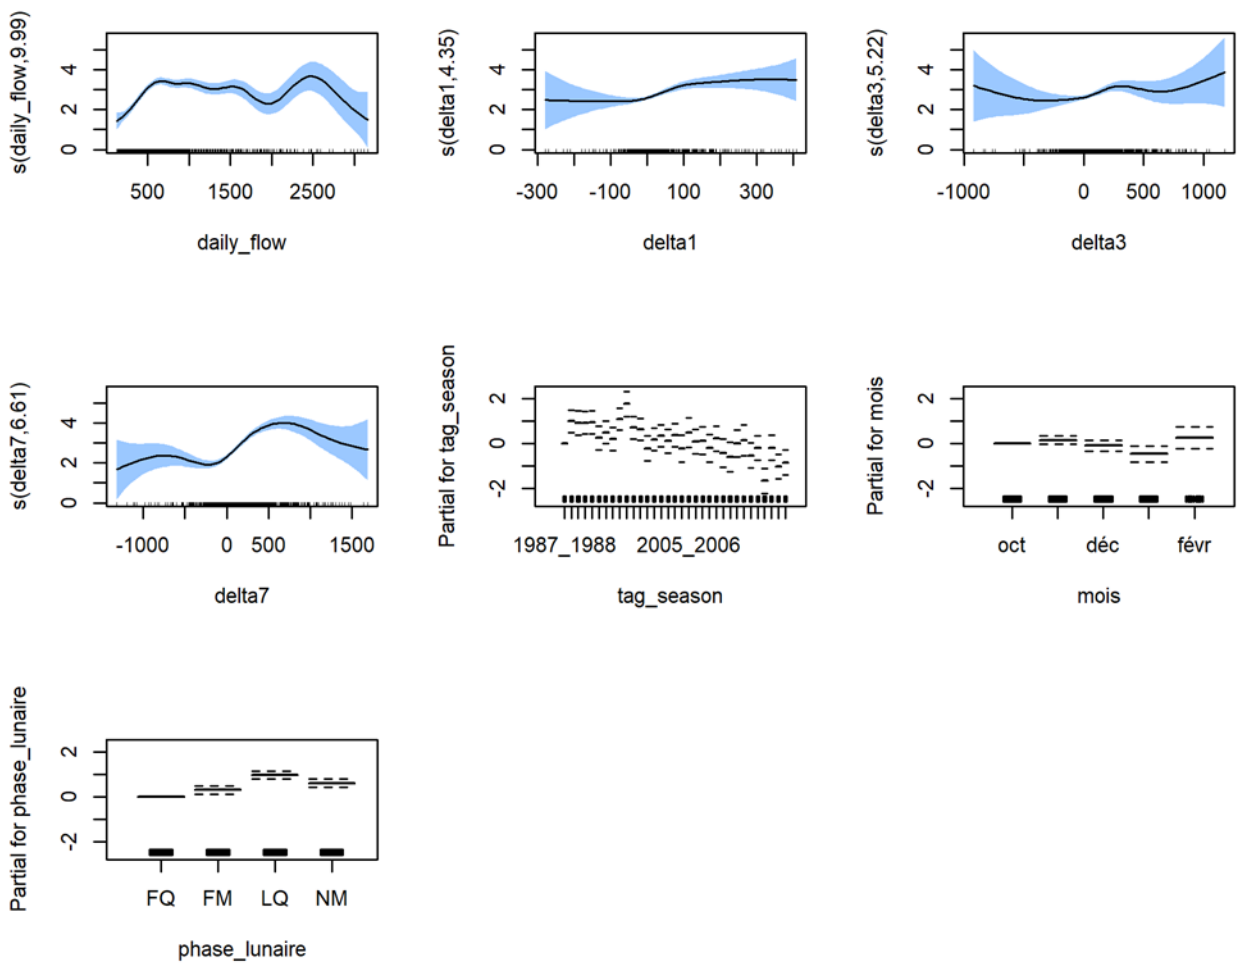 s(daily_flow,9.99)
4
2
0
500
1500
2500
daily_flow
s(delta1,4.35)
4
2
0
-300
-100
100
300
delta1
s(delta3,5.22)
4
2
0
-1000
0
500
1000
delta3
s(delta7,6.61)
4
2
0
-1000
0
500
1500
delta7
Partial for tag_season
2
0
-2
1987_1988
2005_2006
tag_season
Partial for mois
2
0
-2
oct
déc
févr
mois
Partial for phase_lunaire
2
0
-2
FQ
FM
LQ
NM
phase_lunaire